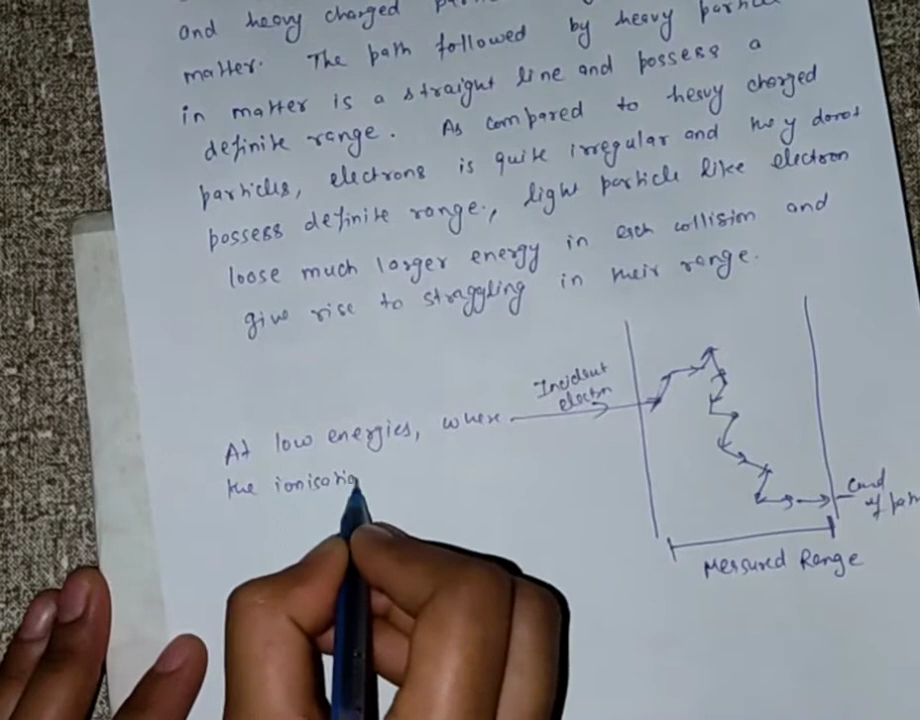 and heavy charged
matter. The path followed by heavy
in matter is a straight line and possess a
definite range. As compared to heavy charged
particles, electrons is quite irregular and they donot
possess definite range., light particle like electron
loose much larger energy in each collision and
give rise to straggling in their range.
Incident
electron
At low energies, where
the ionisatio
end
of
Measured Range